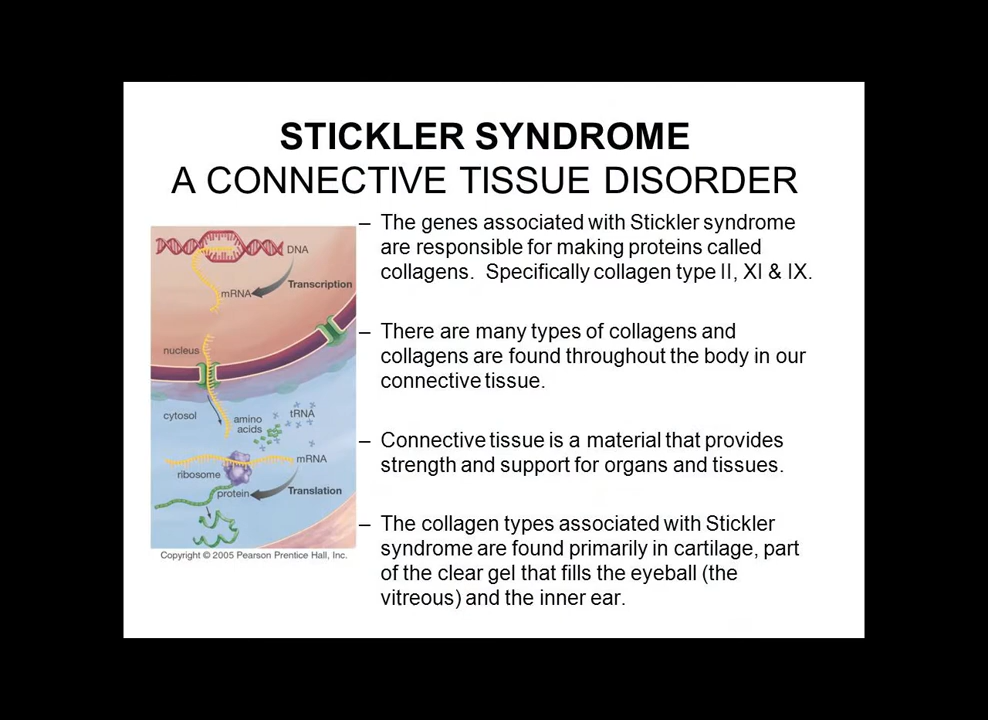 STICKLER SYNDROME
A CONNECTIVE TISSUE DISORDER
DNA
Transcription
mRNA
nucleus
cytosol
amino
acids
tRNA
mRNA
ribosome
protein
Translation
Copyright © 2005 Pearson Prentice Hall, Inc.
– The genes associated with Stickler syndrome
are responsible for making proteins called
collagens. Specifically collagen type II, XI & IX.
– There are many types of collagens and
collagens are found throughout the body in our
connective tissue.
– Connective tissue is a material that provides
strength and support for organs and tissues.
– The collagen types associated with Stickler
syndrome are found primarily in cartilage, part
of the clear gel that fills the eyeball (the
vitreous) and the inner ear.